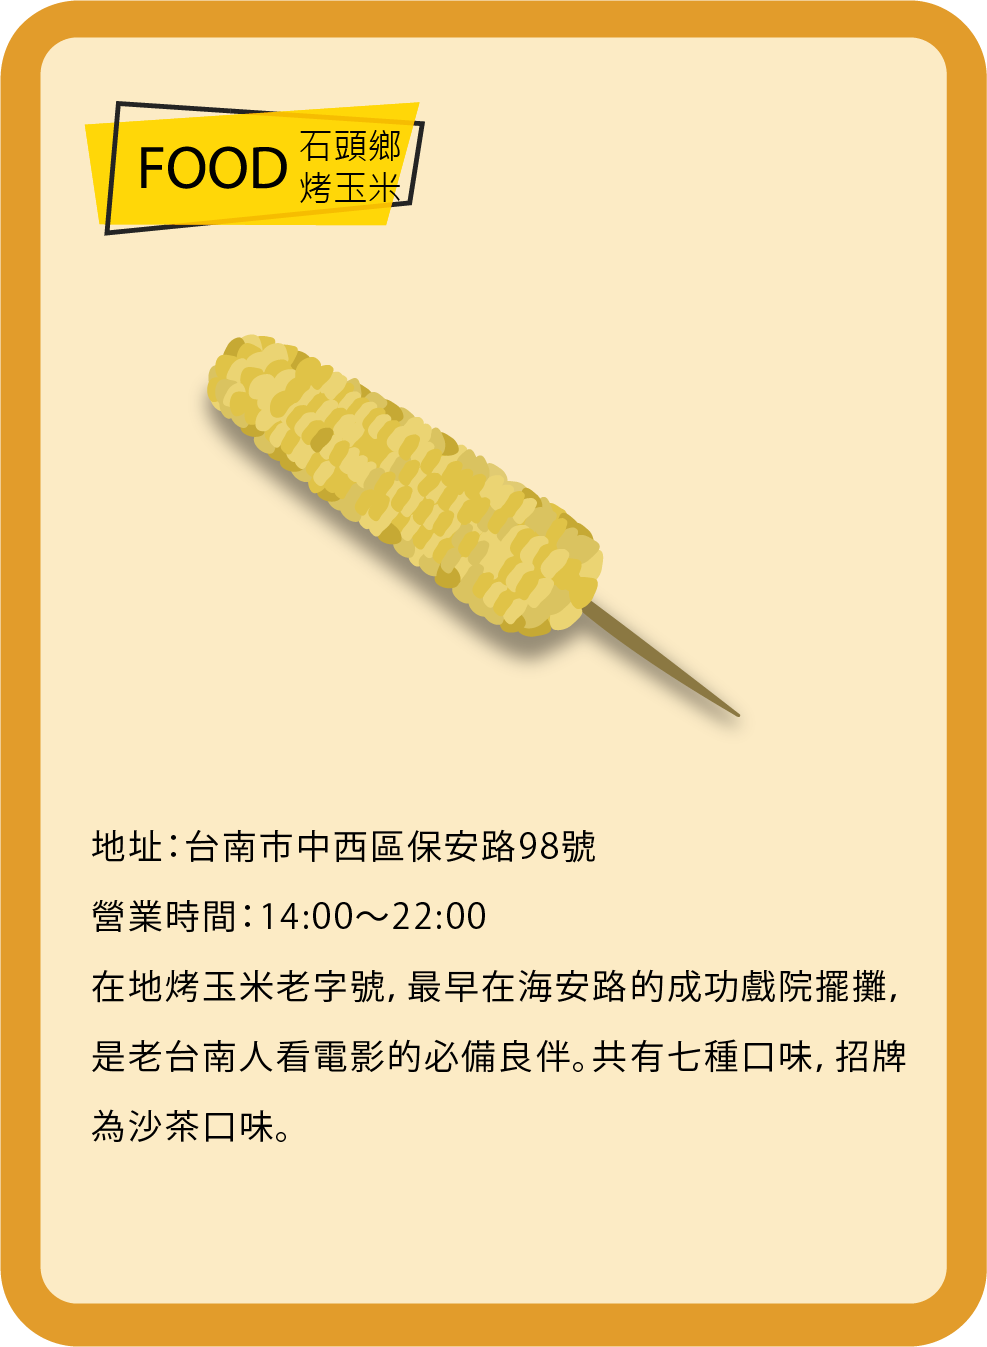 FOOD 石頭鄉
烤玉米
地址：台南市中西區保安路98號
營業時間：14:00～22:00
在地烤玉米老字號，最早在海安路的成功戲院擺攤，
是老台南人看電影的必備良伴。共有七種口味，招牌
為沙茶口味。